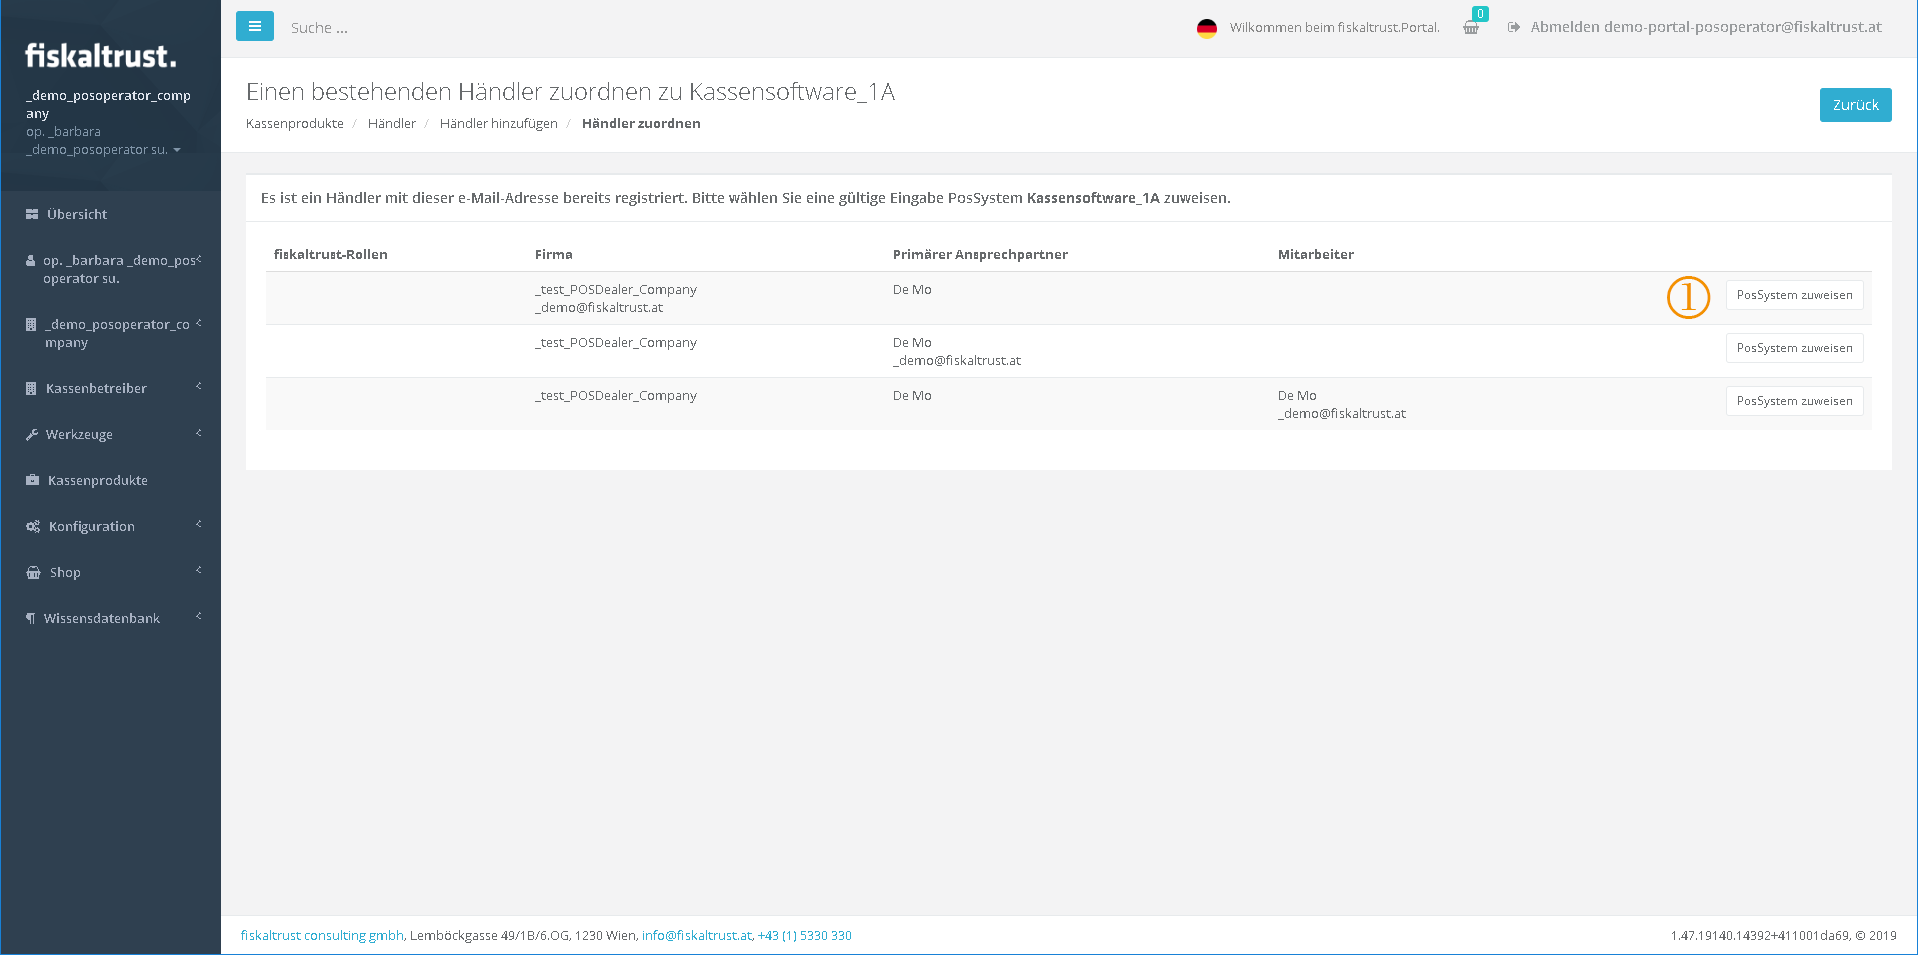 fiskaltrust.
_demo_posoperator_comp
any
op. _barbara
_demo_posoperator su.
Übersicht
op. _barbara _demo_pos
operator su.
_demo_posoperator_co
mpany
Kassenbetreiber
Werkzeuge
Kassenprodukte
Konfiguration
Shop
Wissensdatenbank
Suche ...
Wilkommen beim fiskaltrust.Portal.
0
Abmelden demo-portal-posoperator@fiskaltrust.at
Einen bestehenden Händler zuordnen zu Kassensoftware_1A
Kassenprodukte / Händler / Händler hinzufügen / Händler zuordnen
Zurück
Es ist ein Händler mit dieser e-Mail-Adresse bereits registriert. Bitte wählen Sie eine gültige Eingabe PosSystem Kassensoftware_1A zuweisen.
fiskaltrust-Rollen Firma Primärer Ansprechpartner Mitarbeiter
_test_POSDealer_Company De Mo ① PosSystem zuweisen
_demo@fiskaltrust.at
_test_POSDealer_Company De Mo PosSystem zuweisen
_demo@fiskaltrust.at
_test_POSDealer_Company De Mo De Mo PosSystem zuweisen
_demo@fiskaltrust.at
fiskaltrust consulting gmbh, Lemböckgasse 49/1B/6.OG, 1230 Wien, info@fiskaltrust.at, +43 (1) 5330 330
1.47.19140.14392+411001da69, © 2019